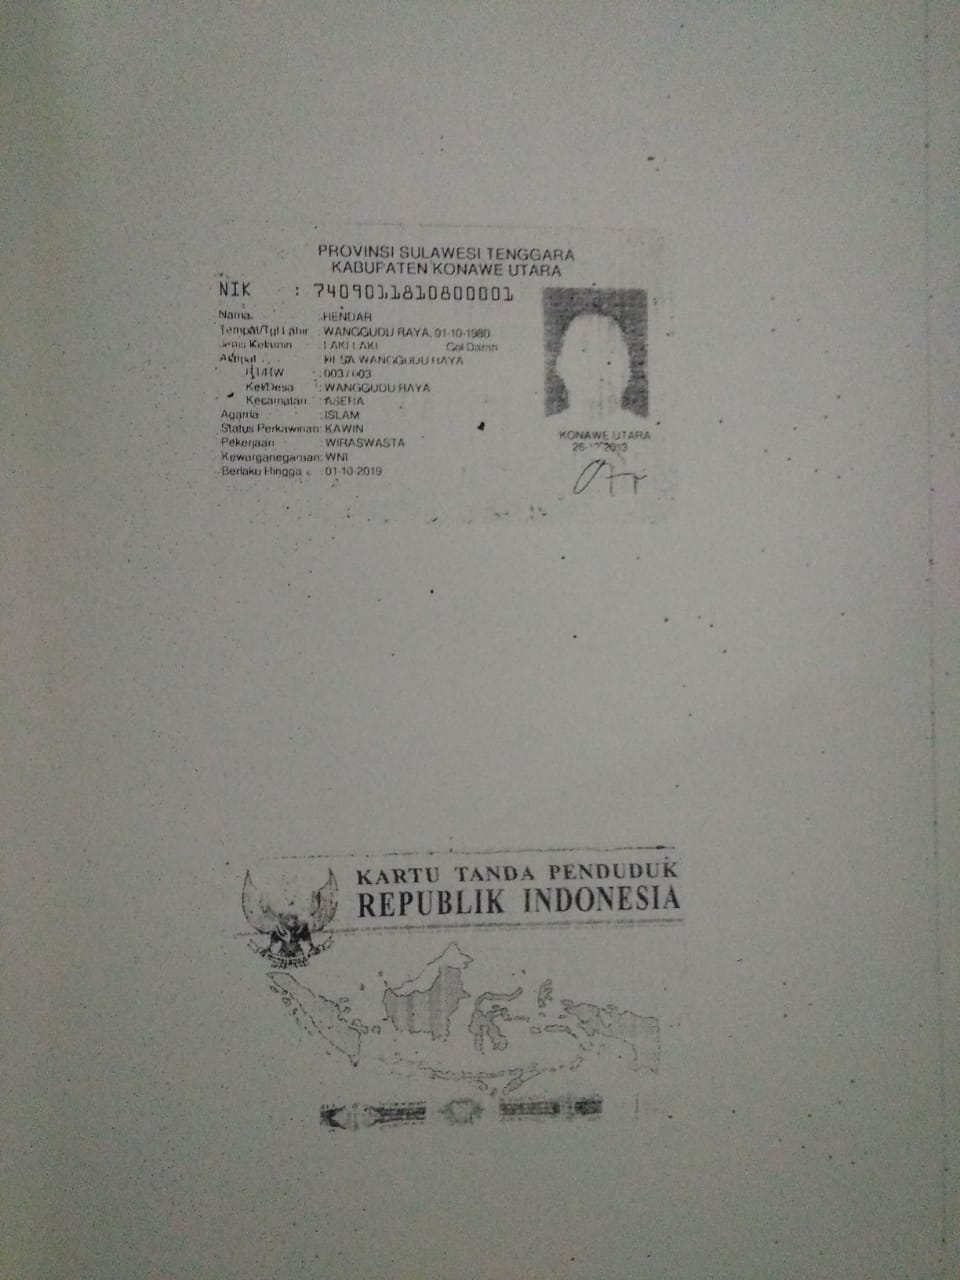 PROVINSI SULAWESI TENGGARA
KABUPATEN KONAWE UTARA
NIK : 7409011810800001
Nama : HENDAR
Tempat/Tgl Lahir : WANGGUDU RAYA, 01-10-1980
Jenis Kelamin : LAKI LAKI Gol Darah
Alamat : DESA WANGGUDU RAYA
RT/RW : 003 / 003
Kel/Desa : WANGGUDU RAYA
Kecamatan : ASERA
Agama : ISLAM
Status Perkawinan: KAWIN
Pekerjaan : WIRASWASTA
Kewarganegaraan: WNI
Berlaku Hingga : 01-10-2019
KONAWE UTARA
KARTU TANDA PENDUDUK
REPUBLIK INDONESIA